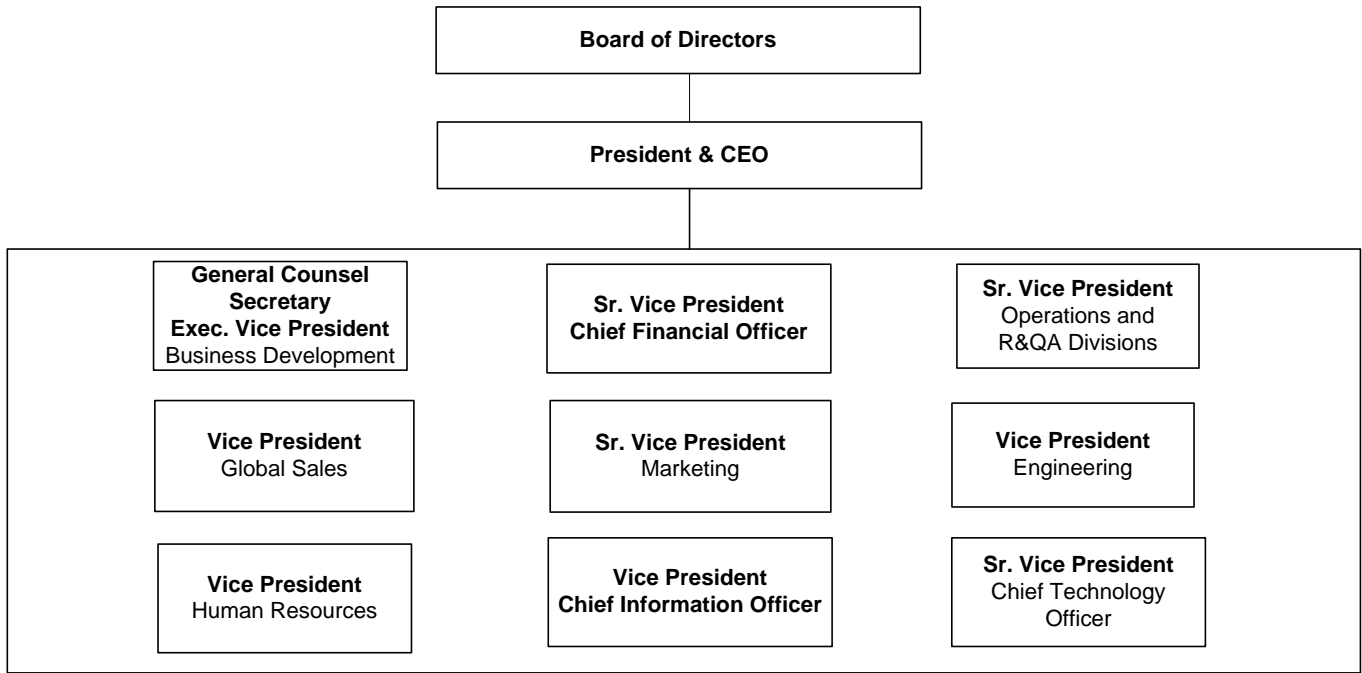 Board of Directors
President & CEO
General Counsel
Secretary
Exec. Vice President
Business Development
Sr. Vice President
Chief Financial Officer
Sr. Vice President
Operations and
R&QA Divisions
Vice President
Global Sales
Sr. Vice President
Marketing
Vice President
Engineering
Vice President
Human Resources
Vice President
Chief Information Officer
Sr. Vice President
Chief Technology
Officer